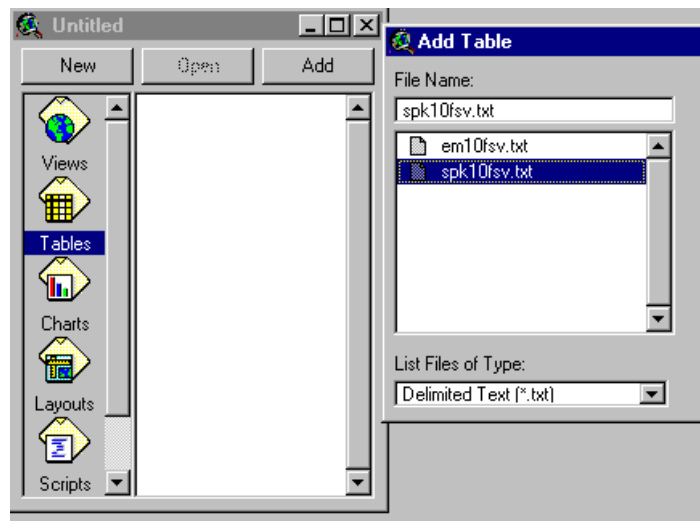 Untitled
New
Open
Add
Views
Tables
Charts
Layouts
Scripts
Add Table
File Name:
spk10fsv.txt
em10fsv.txt
spk10fsv.txt
List Files of Type:
Delimited Text (*.txt)